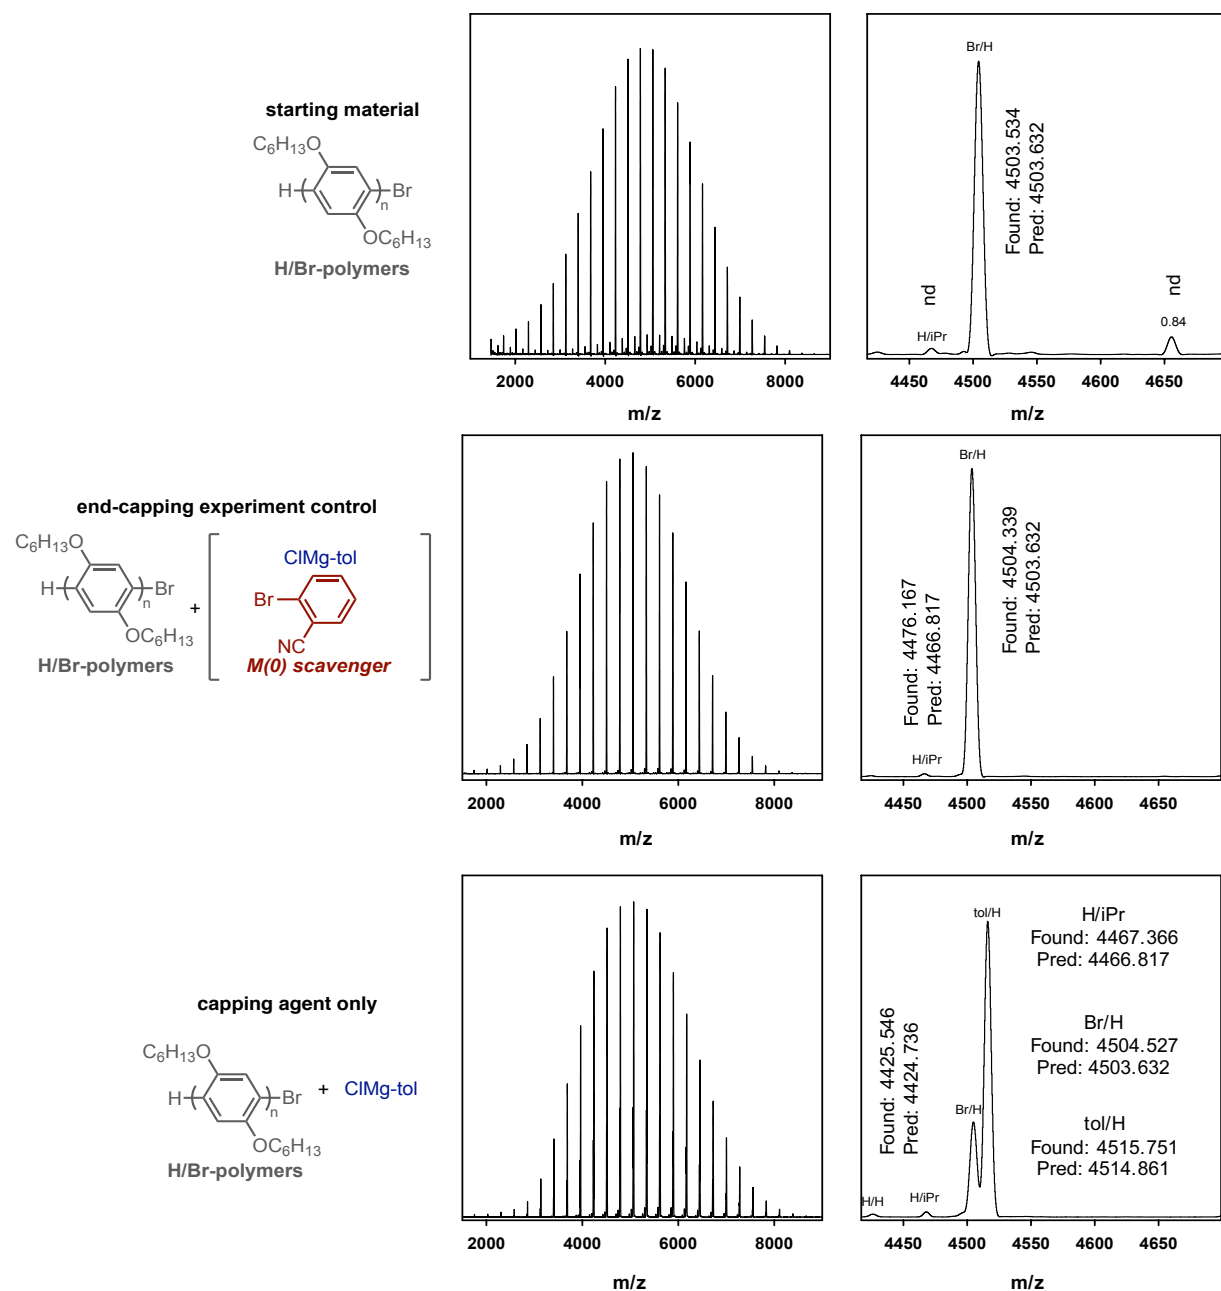 starting material
C6H13O
H
n
Br
OC6H13
H/Br-polymers
Br/H
Found: 4503.534
Pred: 4503.632
nd
H/iPr
nd
0.84
2000 4000 6000 8000
m/z
4450 4500 4550 4600 4650
m/z
end-capping experiment control
C6H13O
H
n
Br
OC6H13
H/Br-polymers
+
ClMg-tol
Br
NC
M(0) scavenger
Br/H
Found: 4476.167
Pred: 4466.817
H/iPr
Found: 4504.339
Pred: 4503.632
2000 4000 6000 8000
m/z
4450 4500 4550 4600 4650
m/z
capping agent only
C6H13O
H
n
Br
OC6H13
H/Br-polymers
+ ClMg-tol
tol/H
Br/H
H/H
H/iPr
Found: 4425.546
Pred: 4424.736
H/iPr
Found: 4467.366
Pred: 4466.817
Br/H
Found: 4504.527
Pred: 4503.632
tol/H
Found: 4515.751
Pred: 4514.861
2000 4000 6000 8000
m/z
4450 4500 4550 4600 4650
m/z